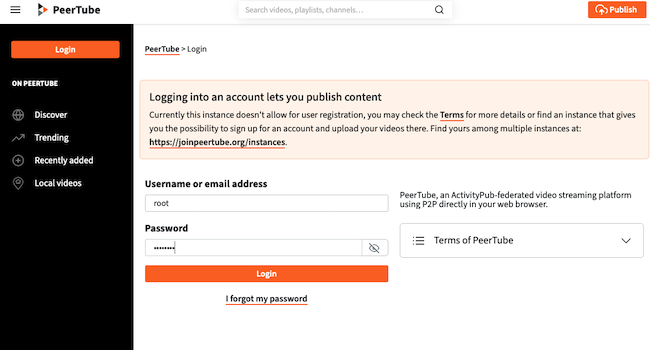 PeerTube
Search videos, playlists, channels…
Publish
Login
PeerTube > Login
ON PEERTUBE
Discover
Trending
Recently added
Local videos
Logging into an account lets you publish content
Currently this instance doesn't allow for user registration, you may check the Terms for more details or find an instance that gives
you the possibility to sign up for an account and upload your videos there. Find yours among multiple instances at:
https://joinpeertube.org/instances.
Username or email address
root
Password
••••••••
Login
I forgot my password
PeerTube, an ActivityPub-federated video streaming platform
using P2P directly in your web browser.
Terms of PeerTube